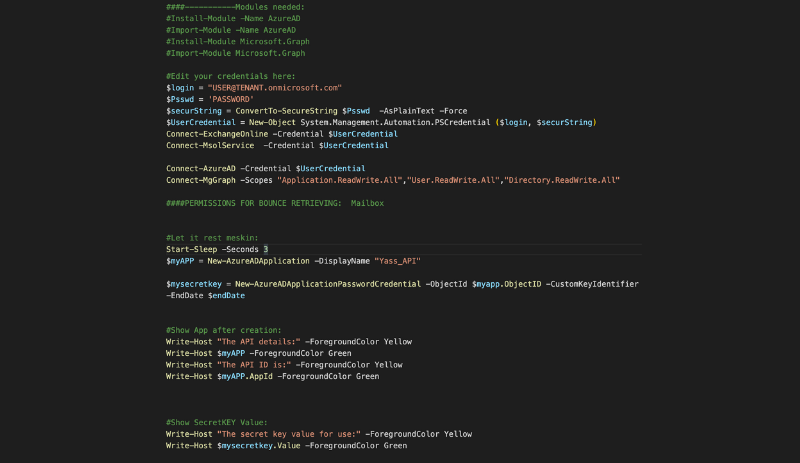 ####-----------Modules needed:
#Install-Module -Name AzureAD
#Import-Module -Name AzureAD
#Install-Module Microsoft.Graph
#Import-Module Microsoft.Graph
#Edit your credentials here:
$login = "USER@TENANT.onmicrosoft.com"
$Psswd = 'PASSWORD'
$securString = ConvertTo-SecureString $Psswd  -AsPlainText -Force
$UserCredential = New-Object System.Management.Automation.PSCredential ($login, $securString)
Connect-ExchangeOnline -Credential $UserCredential
Connect-MsolService  -Credential $UserCredential
Connect-AzureAD -Credential $UserCredential
Connect-MgGraph -Scopes "Application.ReadWrite.All","User.ReadWrite.All","Directory.ReadWrite.All"
####PERMISSIONS FOR BOUNCE RETRIEVING:  Mailbox
#Let it rest meskin:
Start-Sleep -Seconds 3
$myAPP = New-AzureADApplication -DisplayName "Yass_API"
$mysecretkey = New-AzureADApplicationPasswordCredential -ObjectId $myapp.ObjectID -CustomKeyIdentifier
-EndDate $endDate
#Show App after creation:
Write-Host "The API details:" -ForegroundColor Yellow
Write-Host $myAPP -ForegroundColor Green
Write-Host "The API ID is:" -ForegroundColor Yellow
Write-Host $myAPP.AppId -ForegroundColor Green
#Show SecretKEY Value:
Write-Host "The secret key value for use:" -ForegroundColor Yellow
Write-Host $mysecretkey.Value -ForegroundColor Green